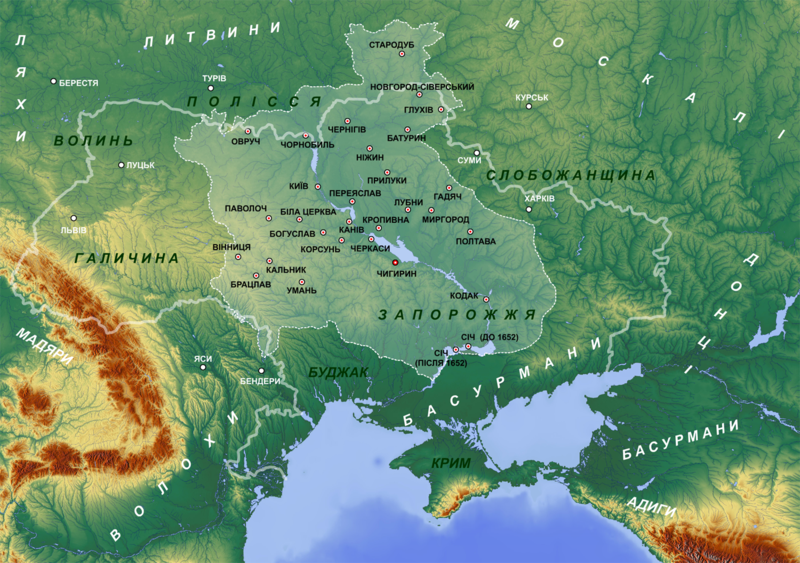 ЛЯХИ
ЛИТВИНИ
МОСКАЛІ
СТАРОДУБ
БЕРЕСТЯ
ТУРІВ
НОВГОРОД-СІВЕРСЬКИЙ
ПОЛІССЯ
ГЛУХІВ
КУРСЬК
ВОЛИНЬ
ОВРУЧ
ЧОРНОБИЛЬ
ЧЕРНІГІВ
БАТУРИН
НІЖИН
СУМИ
ЛУЦЬК
ПРИЛУКИ
СЛОБОЖАНЩИНА
КИЇВ
ПЕРЕЯСЛАВ
ГАДЯЧ
ХАРКІВ
ЛЬВІВ
ПАВОЛОЧ
БІЛА ЦЕРКВА
ЛУБНИ
МИРГОРОД
КАНІВ
КРОПИВНА
БОГУСЛАВ
КОРСУНЬ
ЧЕРКАСИ
ПОЛТАВА
ГАЛИЧИНА
ВІННИЦЯ
КАЛЬНИК
ЧИГИРИН
БРАЦЛАВ
УМАНЬ
КОДАК
ДОНЦІ
ЗАПОРОЖЖЯ
МАДЯРИ
СІЧ (ДО 1652)
СІЧ
(ПІСЛЯ 1652)
ЯСИ
БЕНДЕРИ
БУДЖАК
БАСУРМАНИ
ВОЛОХИ
БАСУРМАНИ
КРИМ
АДИГИ